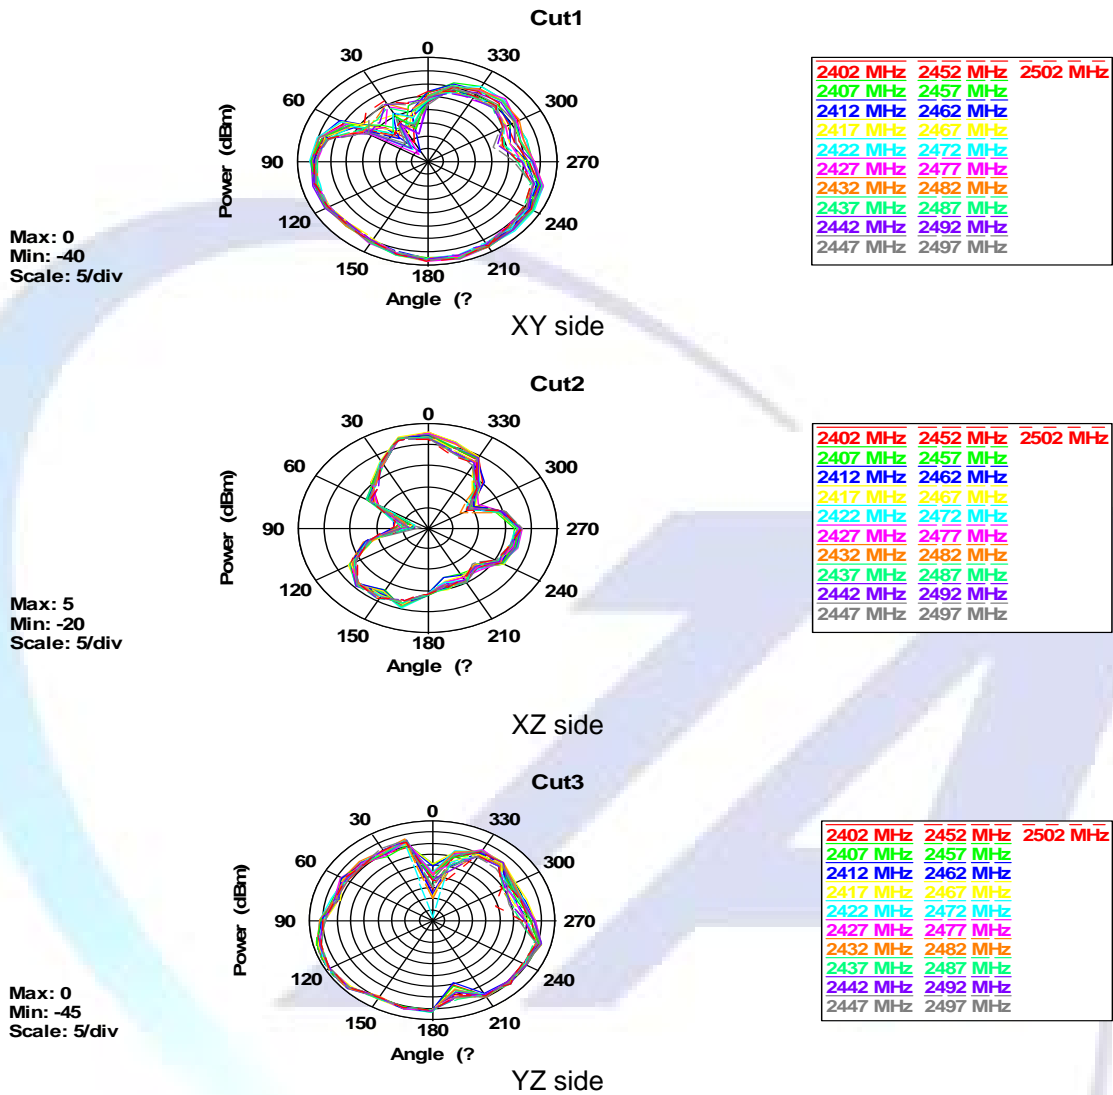 Cut1
0
30
330
60
300
90
270
120
240
150
210
180
Power (dBm)
Angle (?
Max: 0
Min: -40
Scale: 5/div
2402 MHz 2452 MHz 2502 MHz
2407 MHz 2457 MHz
2412 MHz 2462 MHz
2417 MHz 2467 MHz
2422 MHz 2472 MHz
2427 MHz 2477 MHz
2432 MHz 2482 MHz
2437 MHz 2487 MHz
2442 MHz 2492 MHz
2447 MHz 2497 MHz
XY side
Cut2
0
30
330
60
300
90
270
120
240
150
210
180
Power (dBm)
Angle (?
Max: 5
Min: -20
Scale: 5/div
2402 MHz 2452 MHz 2502 MHz
2407 MHz 2457 MHz
2412 MHz 2462 MHz
2417 MHz 2467 MHz
2422 MHz 2472 MHz
2427 MHz 2477 MHz
2432 MHz 2482 MHz
2437 MHz 2487 MHz
2442 MHz 2492 MHz
2447 MHz 2497 MHz
XZ side
Cut3
0
30
330
60
300
90
270
120
240
150
210
180
Power (dBm)
Angle (?
Max: 0
Min: -45
Scale: 5/div
2402 MHz 2452 MHz 2502 MHz
2407 MHz 2457 MHz
2412 MHz 2462 MHz
2417 MHz 2467 MHz
2422 MHz 2472 MHz
2427 MHz 2477 MHz
2432 MHz 2482 MHz
2437 MHz 2487 MHz
2442 MHz 2492 MHz
2447 MHz 2497 MHz
YZ side